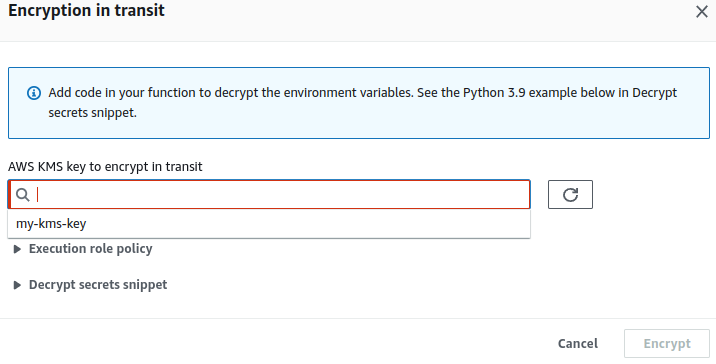 Encryption in transit
Add code in your function to decrypt the environment variables. See the Python 3.9 example below in Decrypt
secrets snippet.
AWS KMS key to encrypt in transit
my-kms-key
Execution role policy
Decrypt secrets snippet
Cancel
Encrypt